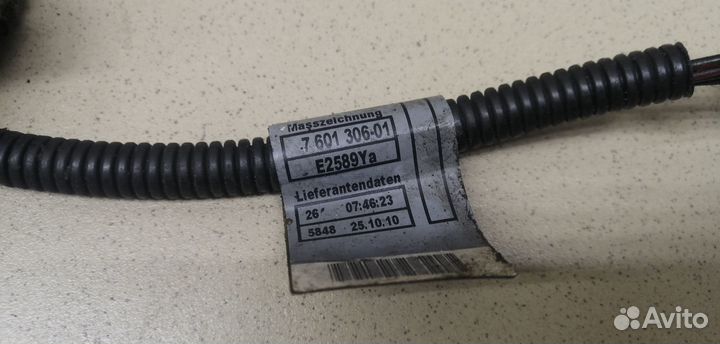 Masszeichnung
7 601 306-01
E2589Ya
Lieferantendaten
26" 07:46:23
5848 25.10.10
Avito